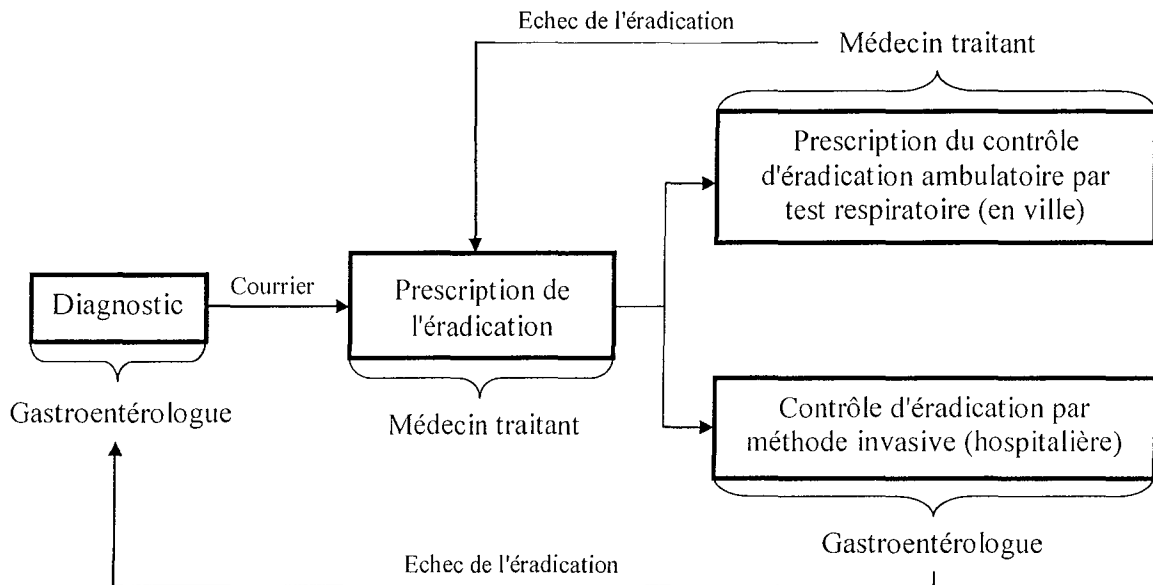 Echec de l'éradication
Médecin traitant
Prescription du contrôle
d'éradication ambulatoire par
test respiratoire (en ville)
Diagnostic
Courrier
Prescription de
l'éradication
Gastroentérologue
Médecin traitant
Contrôle d'éradication par
méthode invasive (hospitalière)
Gastroentérologue
Echec de l'éradication